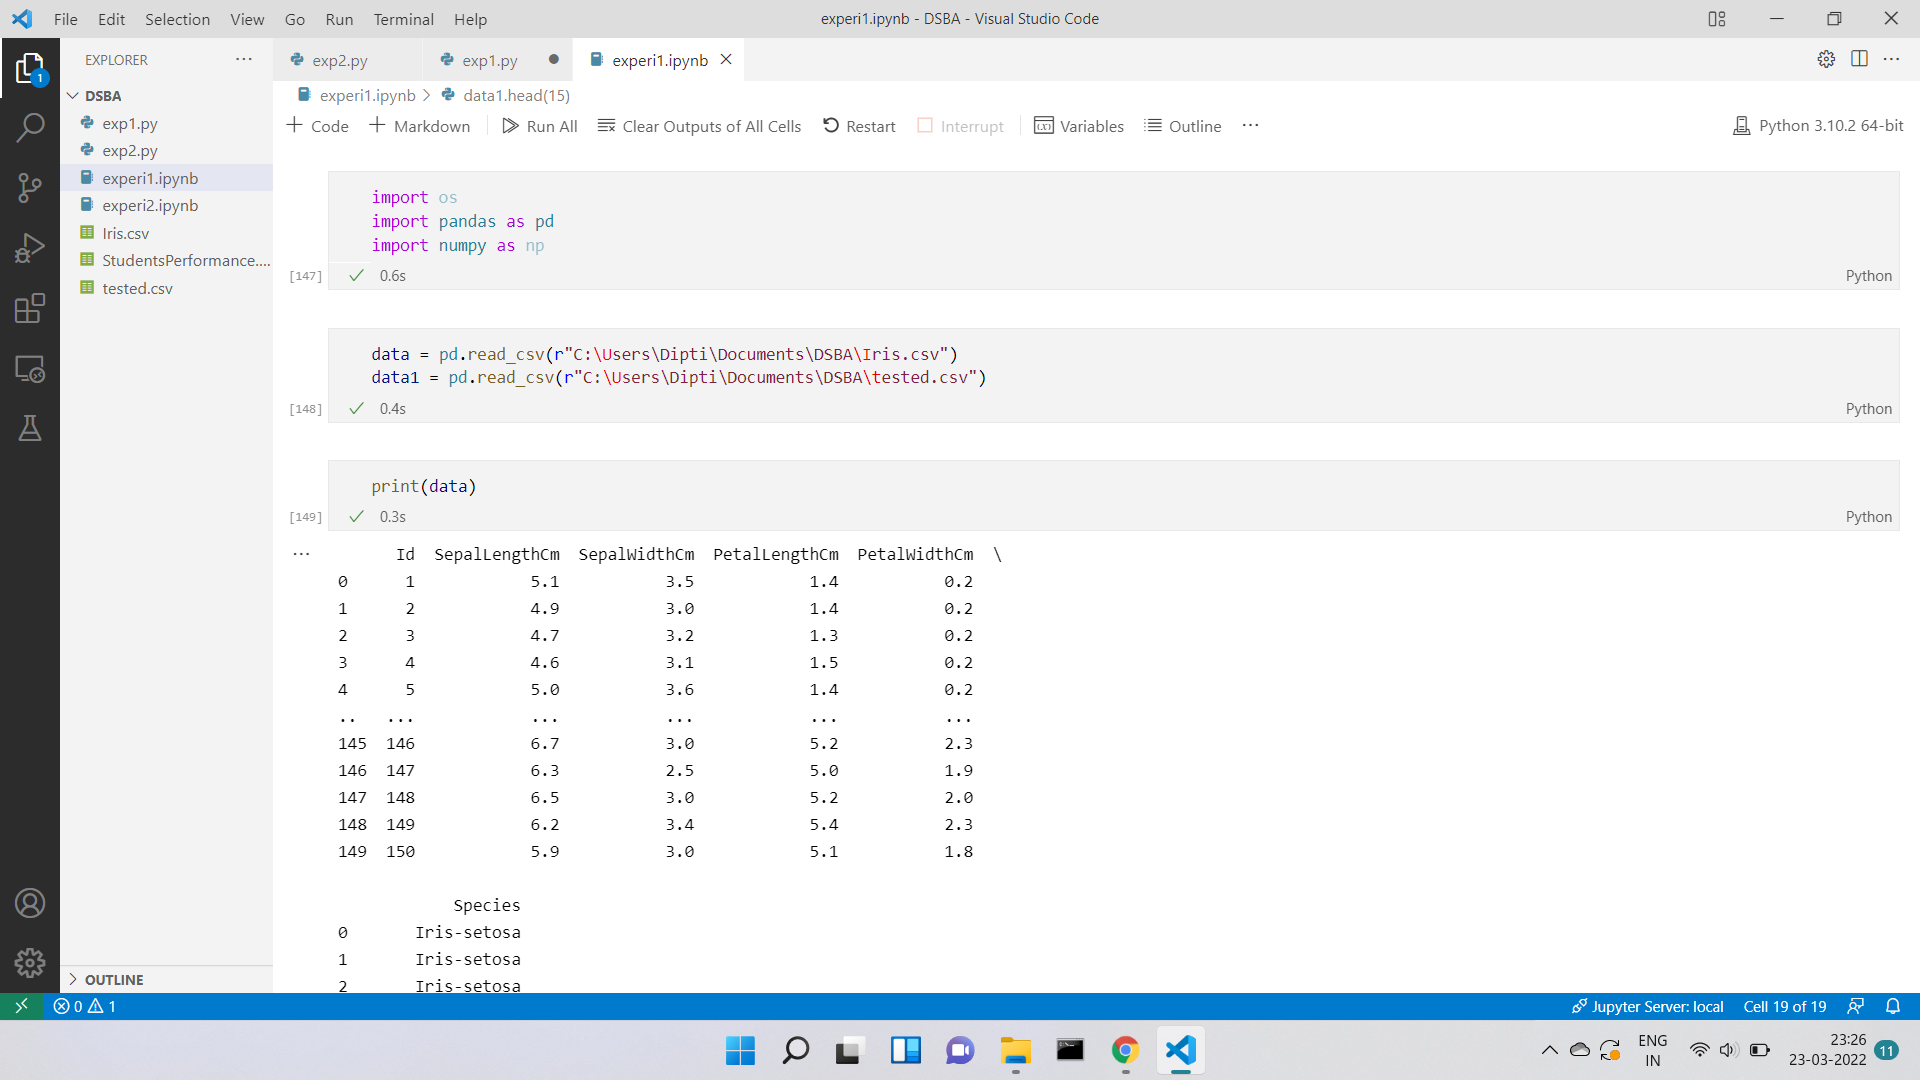 File Edit Selection View Go Run Terminal Help
experi1.ipynb - DSBA - Visual Studio Code
EXPLORER
exp2.py
exp1.py
experi1.ipynb
1
DSBA
exp1.py
exp2.py
experi1.ipynb
experi2.ipynb
Iris.csv
StudentsPerformance....
tested.csv
OUTLINE
experi1.ipynb > data1.head(15)
+ Code + Markdown Run All Clear Outputs of All Cells Restart Interrupt Variables Outline ...
Python 3.10.2 64-bit
import os
import pandas as pd
import numpy as np
[147] ✓ 0.6s Python
data = pd.read_csv(r"C:\Users\Dipti\Documents\DSBA\Iris.csv")
data1 = pd.read_csv(r"C:\Users\Dipti\Documents\DSBA\tested.csv")
[148] ✓ 0.4s Python
print(data)
[149] ✓ 0.3s Python
... Id SepalLengthCm SepalWidthCm PetalLengthCm PetalWidthCm \
0 1 5.1 3.5 1.4 0.2
1 2 4.9 3.0 1.4 0.2
2 3 4.7 3.2 1.3 0.2
3 4 4.6 3.1 1.5 0.2
4 5 5.0 3.6 1.4 0.2
.. ... ... ... ... ...
145 146 6.7 3.0 5.2 2.3
146 147 6.3 2.5 5.0 1.9
147 148 6.5 3.0 5.2 2.0
148 149 6.2 3.4 5.4 2.3
149 150 5.9 3.0 5.1 1.8
Species
0 Iris-setosa
1 Iris-setosa
2 Iris-setosa
0 1
Jupyter Server: local Cell 19 of 19
ENG
IN
23:26
23-03-2022
11